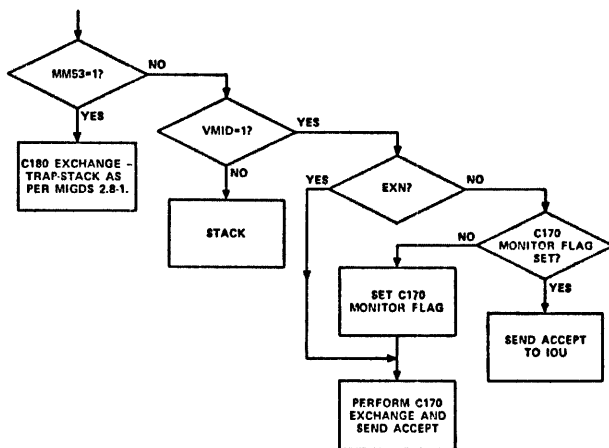 MM53=1?
NO
YES
C180 EXCHANGE -
TRAP-STACK AS
PER MIGDS 2.8-1.
VMID=1?
YES
NO
STACK
EXN?
YES
NO
C170
MONITOR FLAG
SET?
NO
YES
SET C170
MONITOR FLAG
SEND ACCEPT
TO IOU
PERFORM C170
EXCHANGE AND
SEND ACCEPT